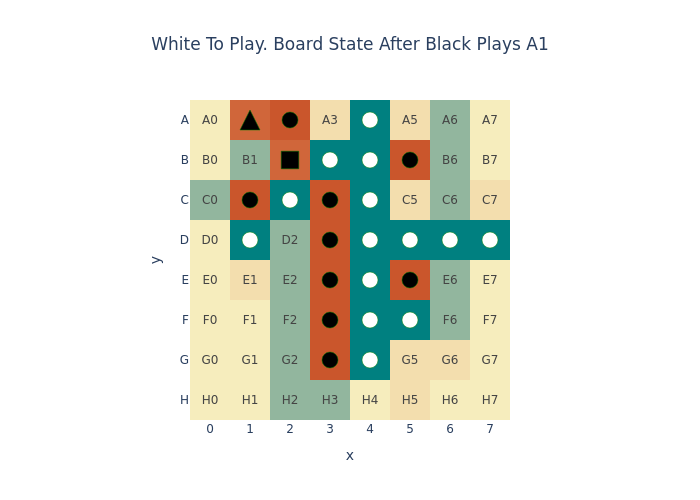 White To Play. Board State After Black Plays A1
A A0 A3 A5 A6 A7
B B0 B1 B6 B7
C C0 C5 C6 C7
D D0 D2
E E0 E1 E2 E6 E7
F F0 F1 F2 F6 F7
G G0 G1 G2 G5 G6 G7
H H0 H1 H2 H3 H4 H5 H6 H7
0 1 2 3 4 5 6 7
x
y